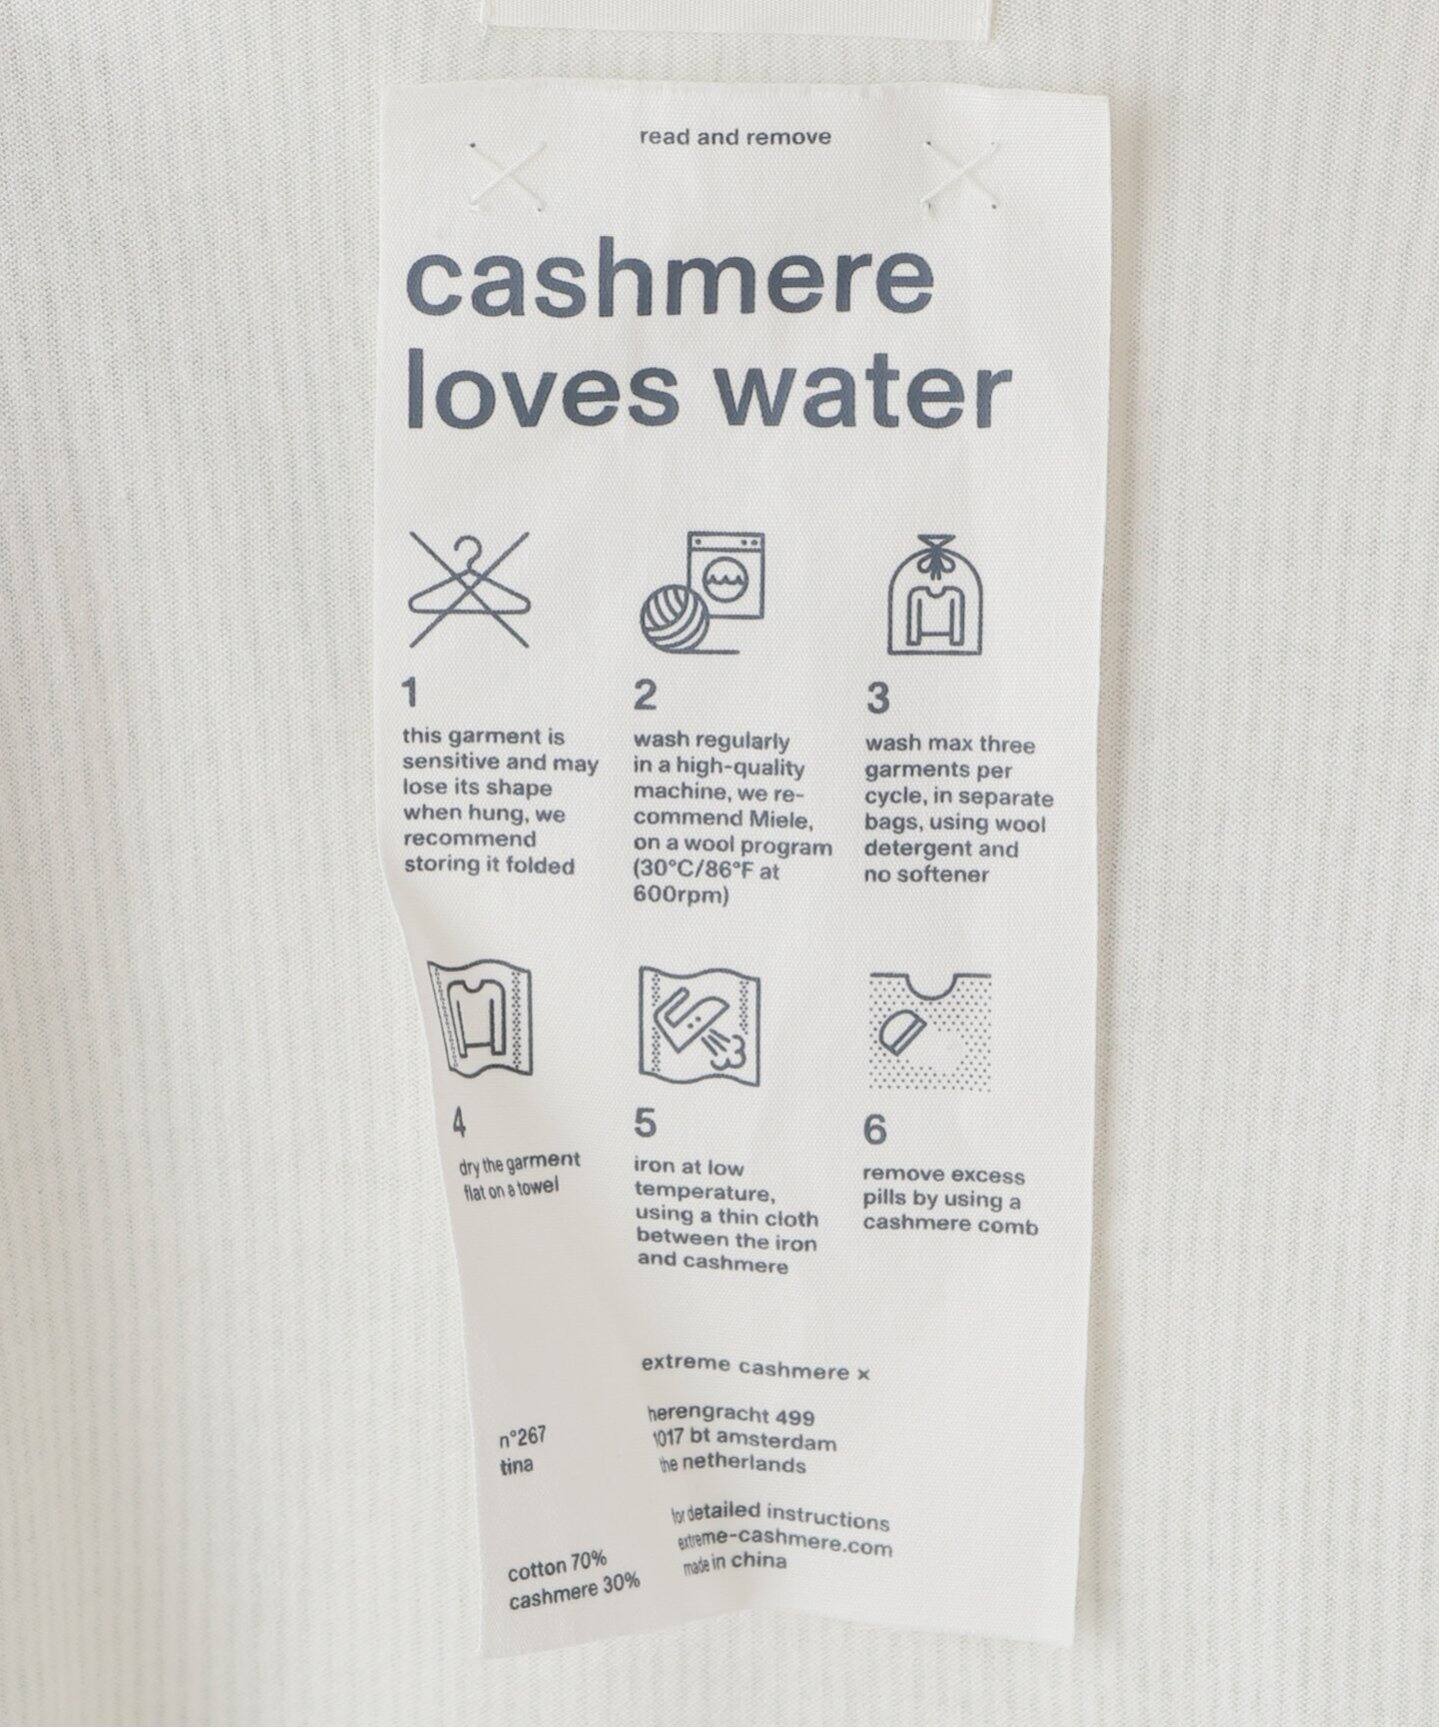 read and remove
cashmere
loves water
1
this garment is
sensitive and may
lose its shape
when hung, we
recommend
storing it folded
2
wash regularly
in a high-quality
machine, we re-
commend Miele,
on a wool program
(30°C/86°F at
600rpm)
3
wash max three
garments per
cycle, in separate
bags, using wool
detergent and
no softener
4
dry the garment
flat on a towel
5
iron at low
temperature,
using a thin cloth
between the iron
and cashmere
6
remove excess
pills by using a
cashmere comb
extreme cashmere x
n°267
tina
herengracht 499
1017 bt amsterdam
the netherlands
for detailed instructions
extreme-cashmere.com
made in china
cotton 70%
cashmere 30%